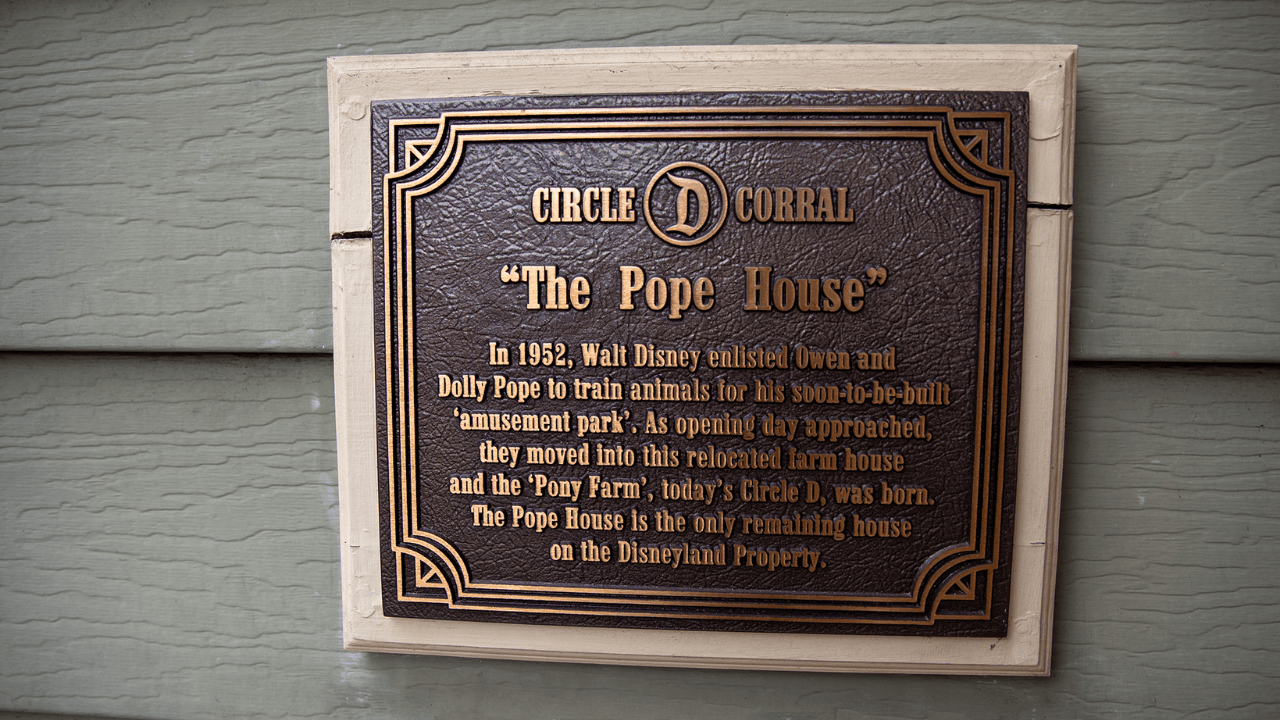 CIRCLE D CORRAL
“The Pope House”
In 1952, Walt Disney enlisted Owen and
Dolly Pope to train animals for his soon-to-be-built
‘amusement park’. As opening day approached,
they moved into this relocated farm house
and the ‘Pony Farm’, today’s Circle D, was born.
The Pope House is the only remaining house
on the Disneyland Property.